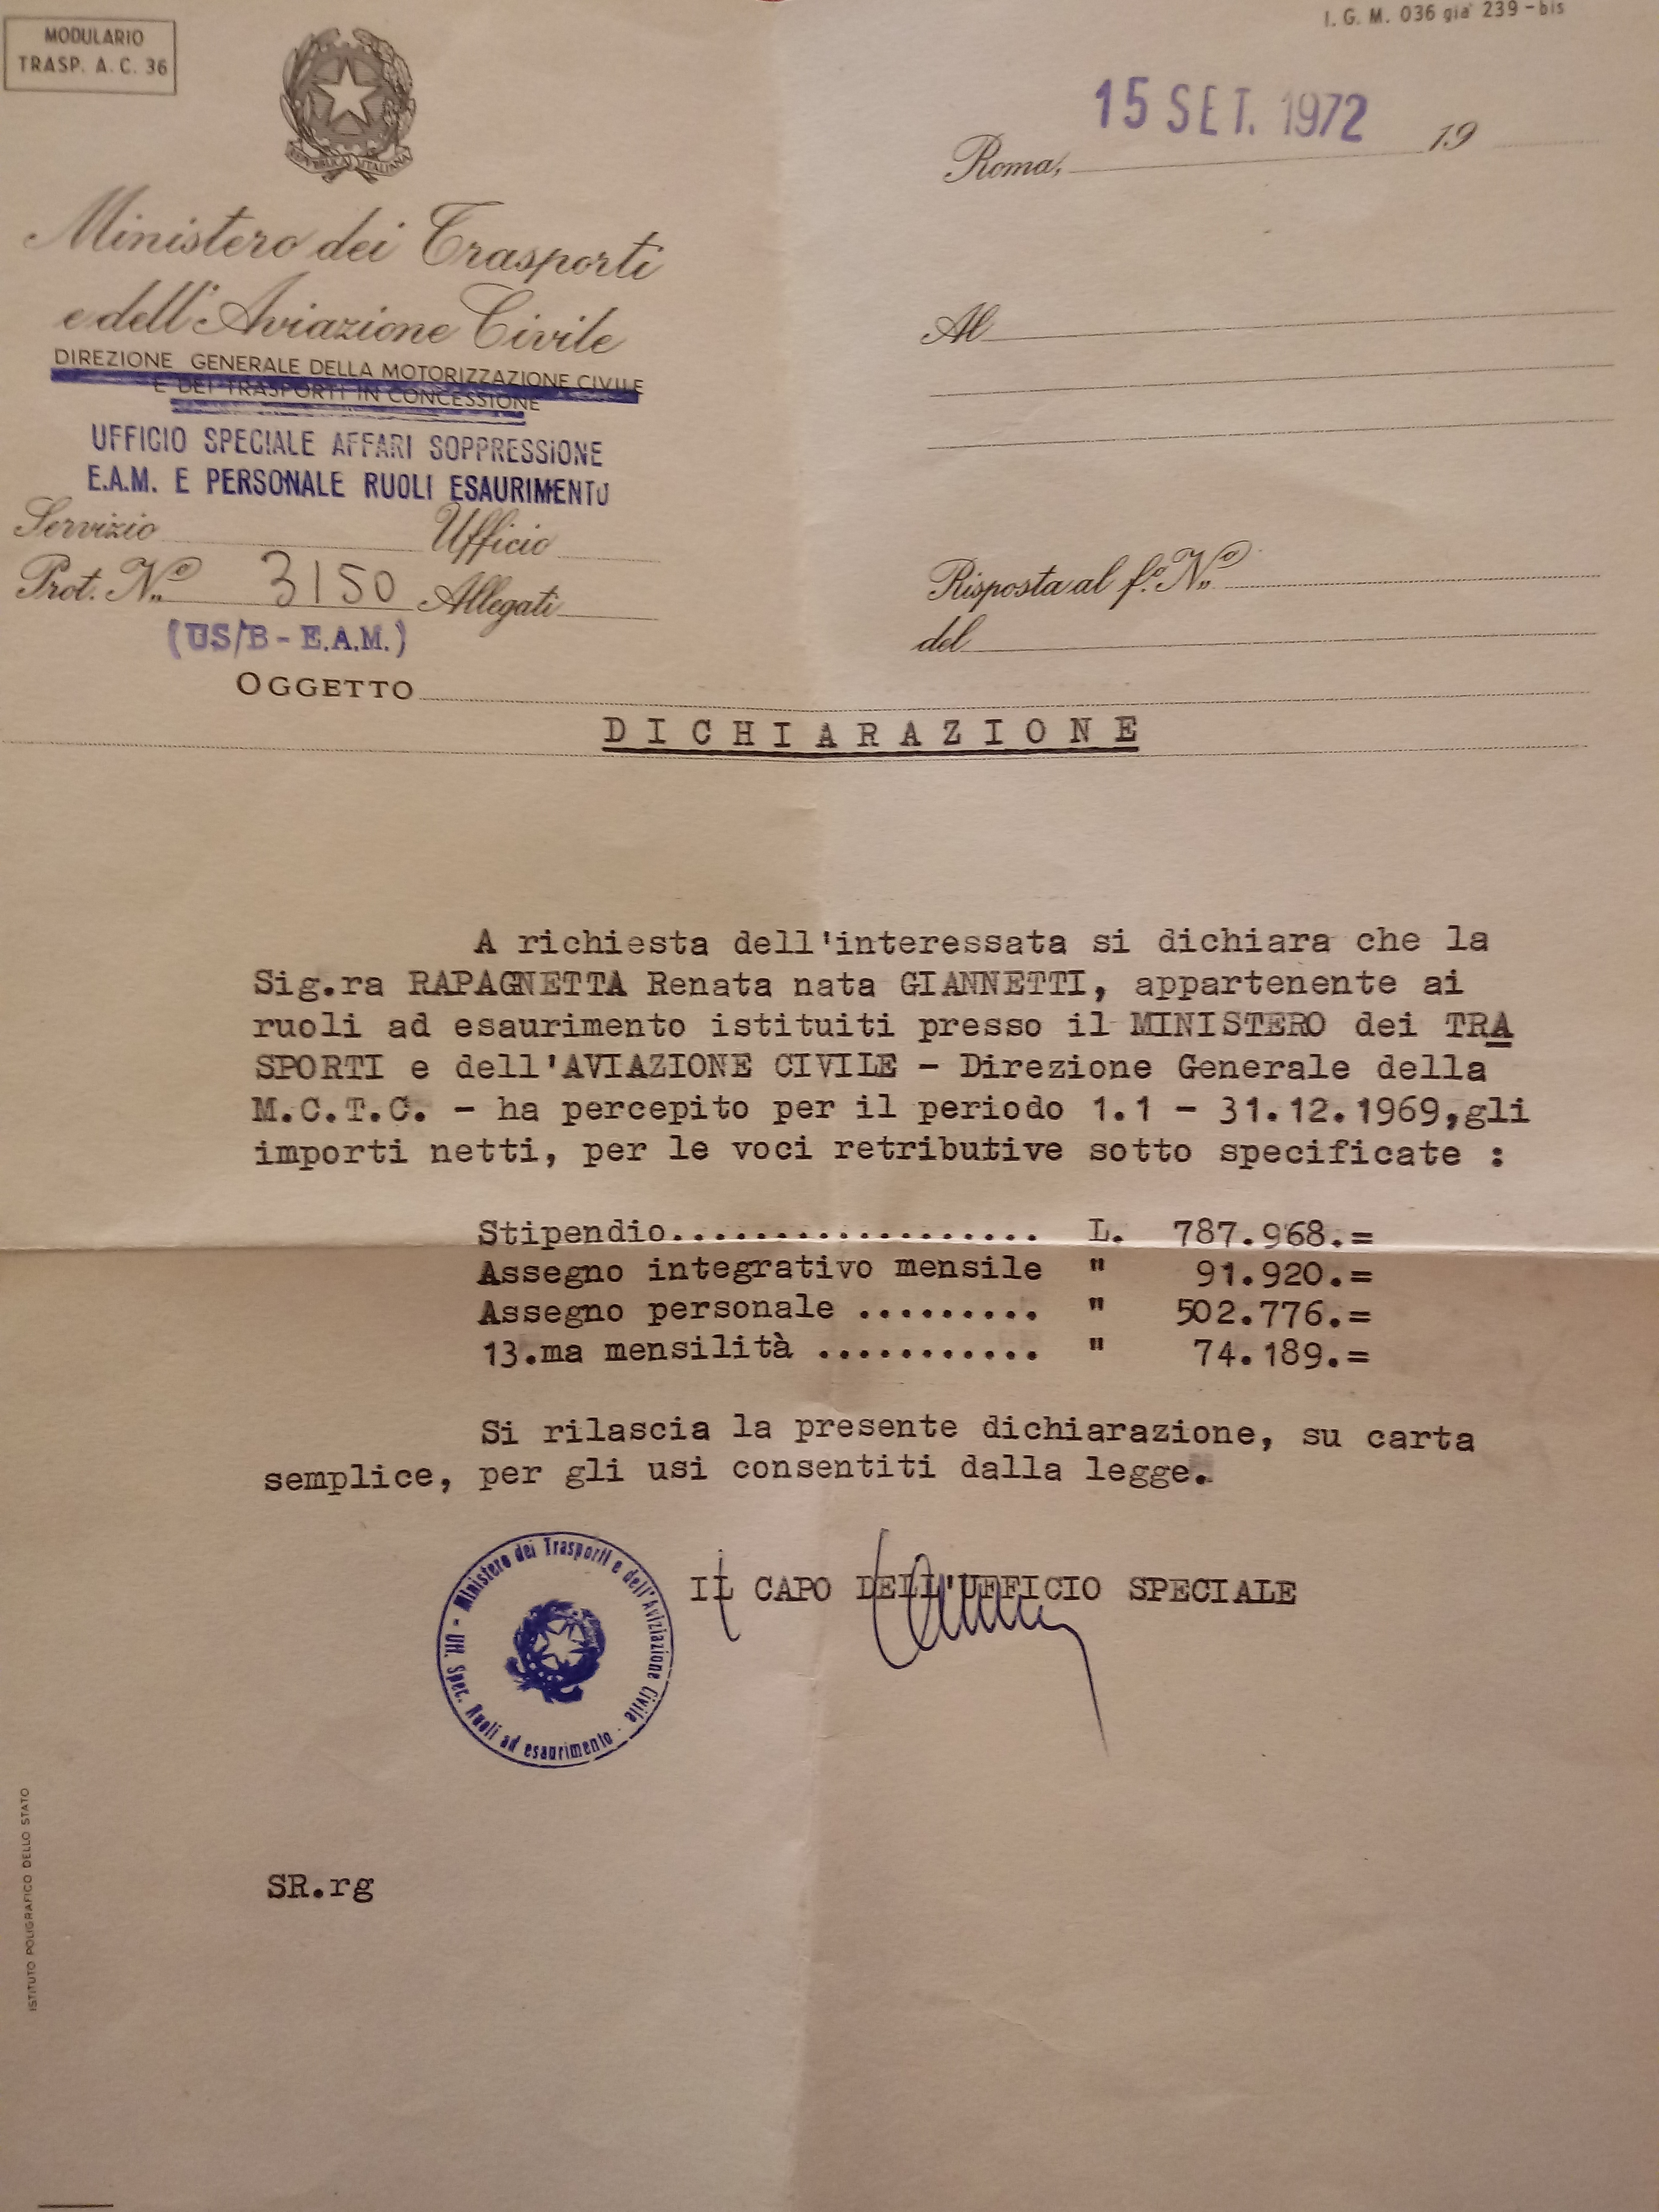 MODULARIO
TRASP. A. C. 36
I. G. M. 036 gia' 239 - bis
REPUBBLICA ITALIANA
15 SET. 1972
Roma, 19
Ministero dei Trasporti
e dell'Aviazione Civile
DIREZIONE GENERALE DELLA MOTORIZZAZIONE CIVILE
E DEI TRASPORTI IN CONCESSIONE
UFFICIO SPECIALE AFFARI SOPPRESSIONE
E.A.M. E PERSONALE RUOLI ESAURIMENTO
Servizio Ufficio
Prot. N.º 3150 Allegati
(US/B - E.A.M.)
Al
Risposta al f.º N.º
del
OGGETTO
DICHIARAZIONE
A richiesta dell'interessata si dichiara che la
Sig.ra RAPAGNETTA Renata nata GIANNETTI, appartenente ai
ruoli ad esaurimento istituiti presso il MINISTERO dei TRA
SPORTI e dell'AVIAZIONE CIVILE - Direzione Generale della
M.C.T.C. - ha percepito per il periodo 1.1 - 31.12.1969,gli
importi netti, per le voci retributive sotto specificate :
Stipendio.................. L. 787.968.=
Assegno integrativo mensile " 91.920.=
Assegno personale ......... " 502.776.=
13.ma mensilità ........... " 74.189.=
Si rilascia la presente dichiarazione, su carta
semplice, per gli usi consentiti dalla legge.
IL CAPO DELL'UFFICIO SPECIALE
Ministero dei Trasporti e dell'Aviziazione Civile - Uff. Spec. Ruoli ad esaurimento -
SR.rg
ISTITUTO POLIGRAFICO DELLO STATO